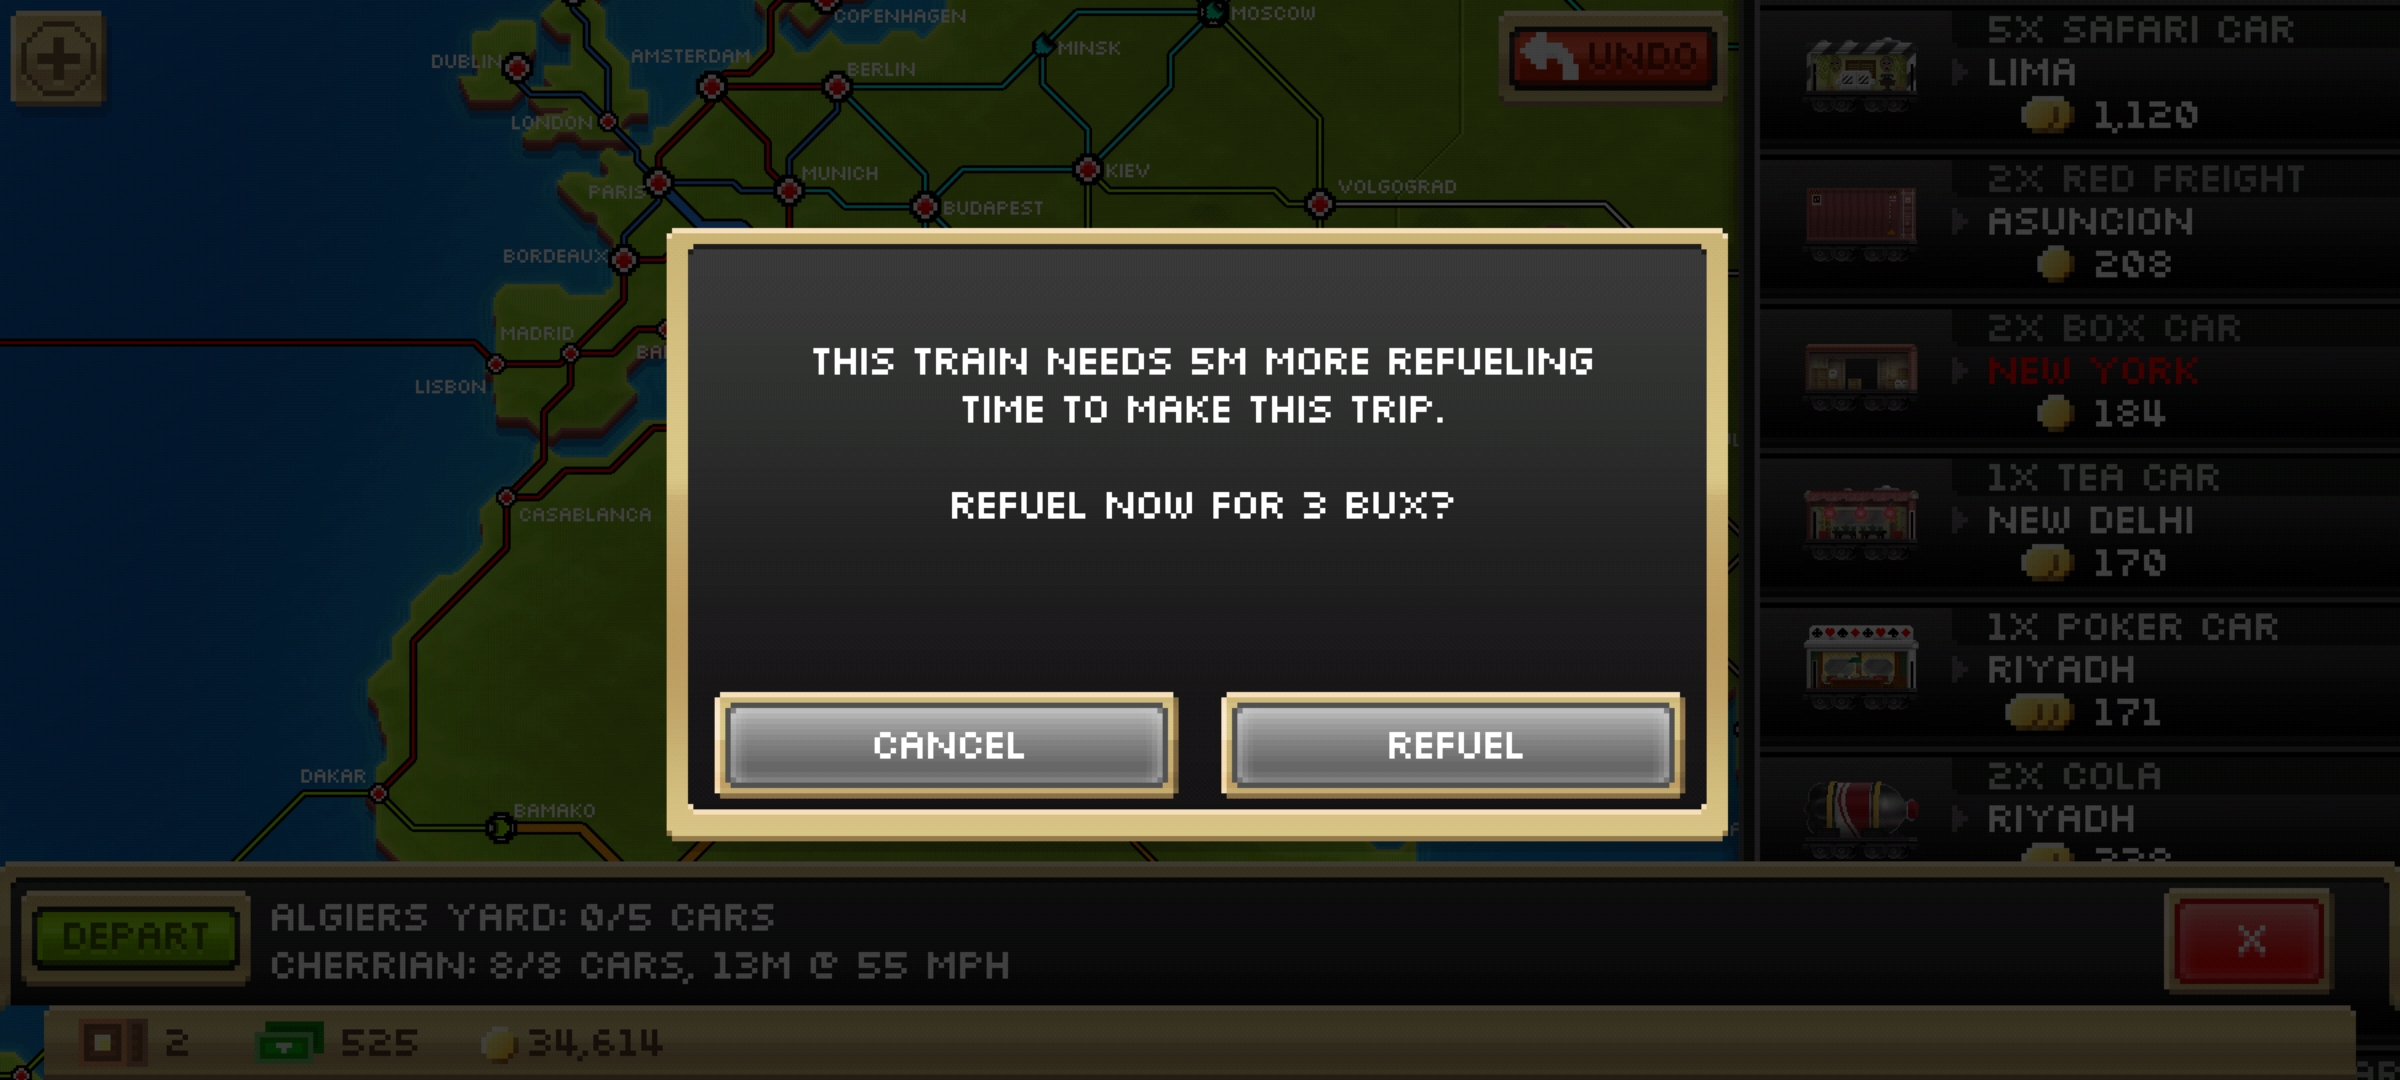 COPENHAGEN
MOSCOW
DUBLIN
AMSTERDAM
MINSK
BERLIN
UNDO
LONDON
PARIS
MUNICH
KIEV
BUDAPEST
VOLGOGRAD
BORDEAUX
MADRID
LISBON
CASABLANCA
DAKAR
BAMAKO
THIS TRAIN NEEDS 5M MORE REFUELING
TIME TO MAKE THIS TRIP.
REFUEL NOW FOR 3 BUX?
CANCEL
REFUEL
5X SAFARI CAR
LIMA
1,120
2X RED FREIGHT
ASUNCION
208
2X BOX CAR
NEW YORK
184
1X TEA CAR
NEW DELHI
170
1X POKER CAR
RIYADH
171
2X COLA
RIYADH
DEPART
ALGIERS YARD: 0/5 CARS
CHERRIAN: 8/8 CARS, 13M @ 55 MPH
X
2
525
34,614